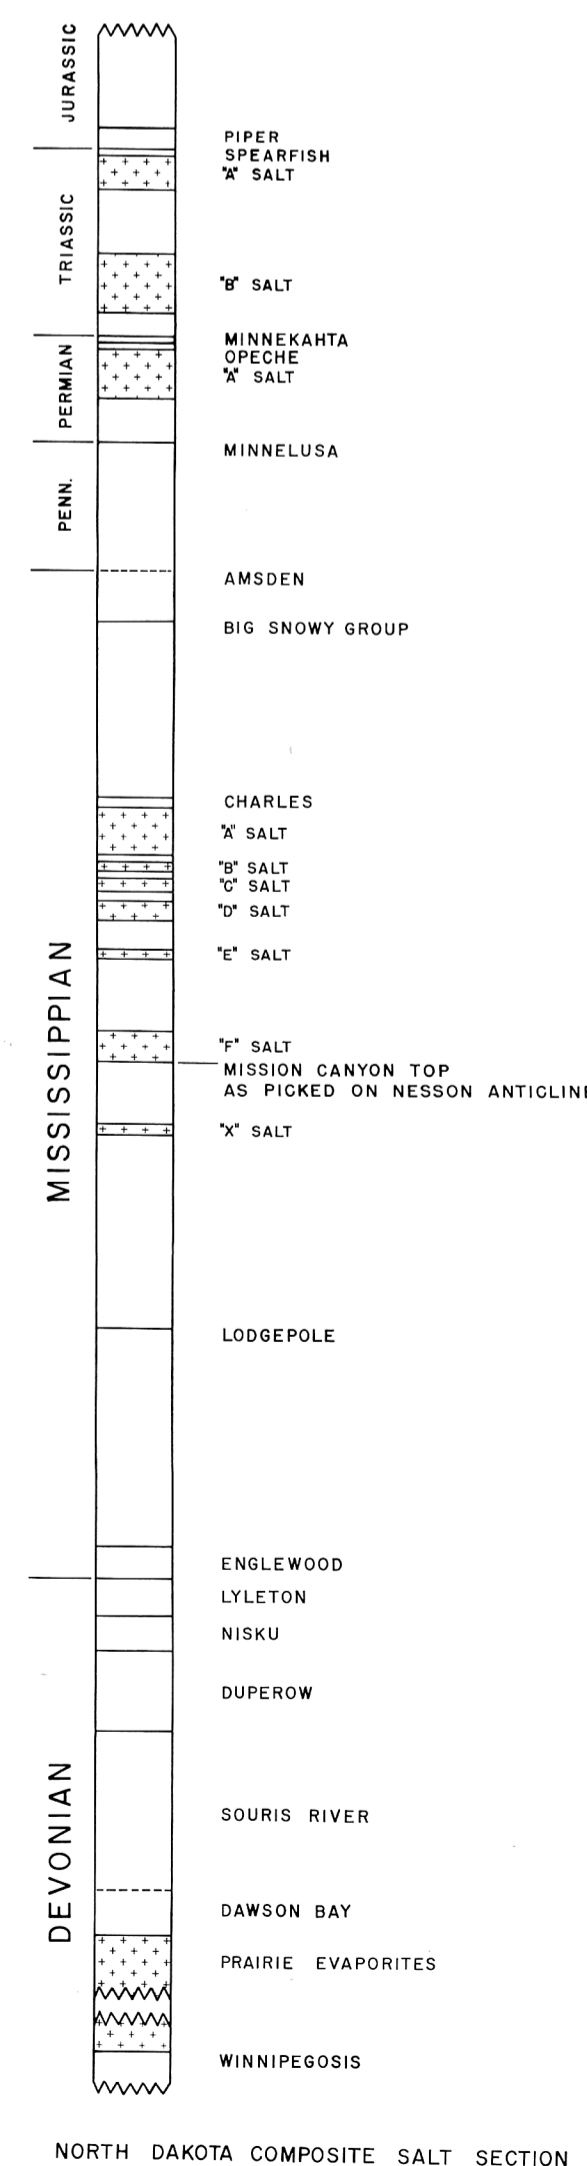 JURASSIC
PIPER
SPEARFISH
"A" SALT
TRIASSIC
"B" SALT
MINNEKAHTA
OPECHE
"A" SALT
PERMIAN
MINNELUSA
PENN.
AMSDEN
BIG SNOWY GROUP
CHARLES
"A" SALT
"B" SALT
"C" SALT
"D" SALT
"E" SALT
MISSISSIPPIAN
"F" SALT
MISSION CANYON TOP
AS PICKED ON NESSON ANTICLINE
"X" SALT
LODGEPOLE
ENGLEWOOD
LYLETON
NISKU
DUPEROW
DEVONIAN
SOURIS RIVER
DAWSON BAY
PRAIRIE EVAPORITES
WINNIPEGOSIS
NORTH DAKOTA COMPOSITE SALT SECTION